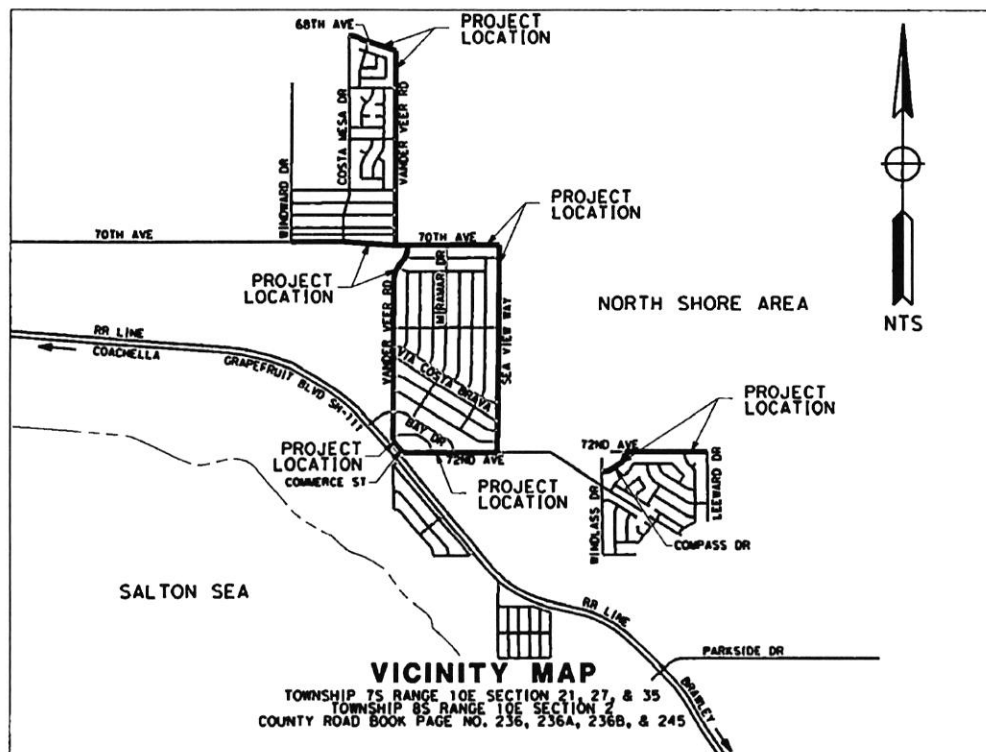 68TH AVE
PROJECT
LOCATION
WINDWARD DR
COSTA MESA DR
VANDER VEER RD
PROJECT
LOCATION
70TH AVE
70TH AVE
PROJECT
LOCATION
MIRAMAR DR
NORTH SHORE AREA
NTS
RR LINE
COACHELLA
GRAPEFRUIT BLVD SH-111
VANDER VEER RD
SEA VIEW WAY
VIA COSTA BRAVA
BAY DR
PROJECT
LOCATION
72ND AVE
PROJECT
LOCATION
COMMERCE ST
72ND AVE
PROJECT
LOCATION
WINDLASS DR
LEEWARD DR
COMPASS DR
SALTON SEA
RR LINE
PARKSIDE DR
BRAWLEY
VICINITY MAP
TOWNSHIP 7S RANGE 10E SECTION 21, 27, & 35
TOWNSHIP 8S RANGE 10E SECTION 2
COUNTY ROAD BOOK PAGE NO. 236, 236A, 236B, & 245